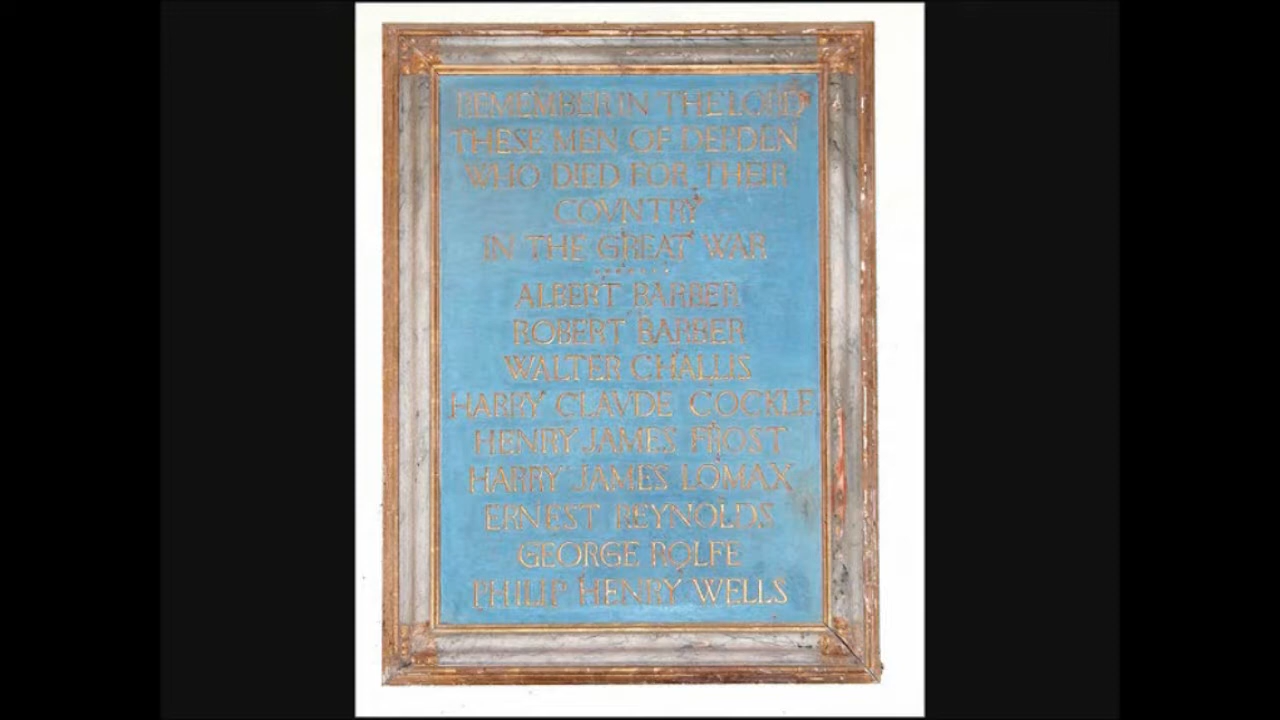 REMEMBER IN THE LORD
THESE MEN OF DEPDEN
WHO DIED FOR THEIR
COVNTRY
IN THE GREAT WAR
ALBERT BARBER
ROBERT BARBER
WALTER CHALLIS
HARRY CLAVDE COCKLE
HENRY JAMES FROST
HARRY JAMES LOMAX
ERNEST REYNOLDS
GEORGE ROLFE
PHILIP HENRY WELLS